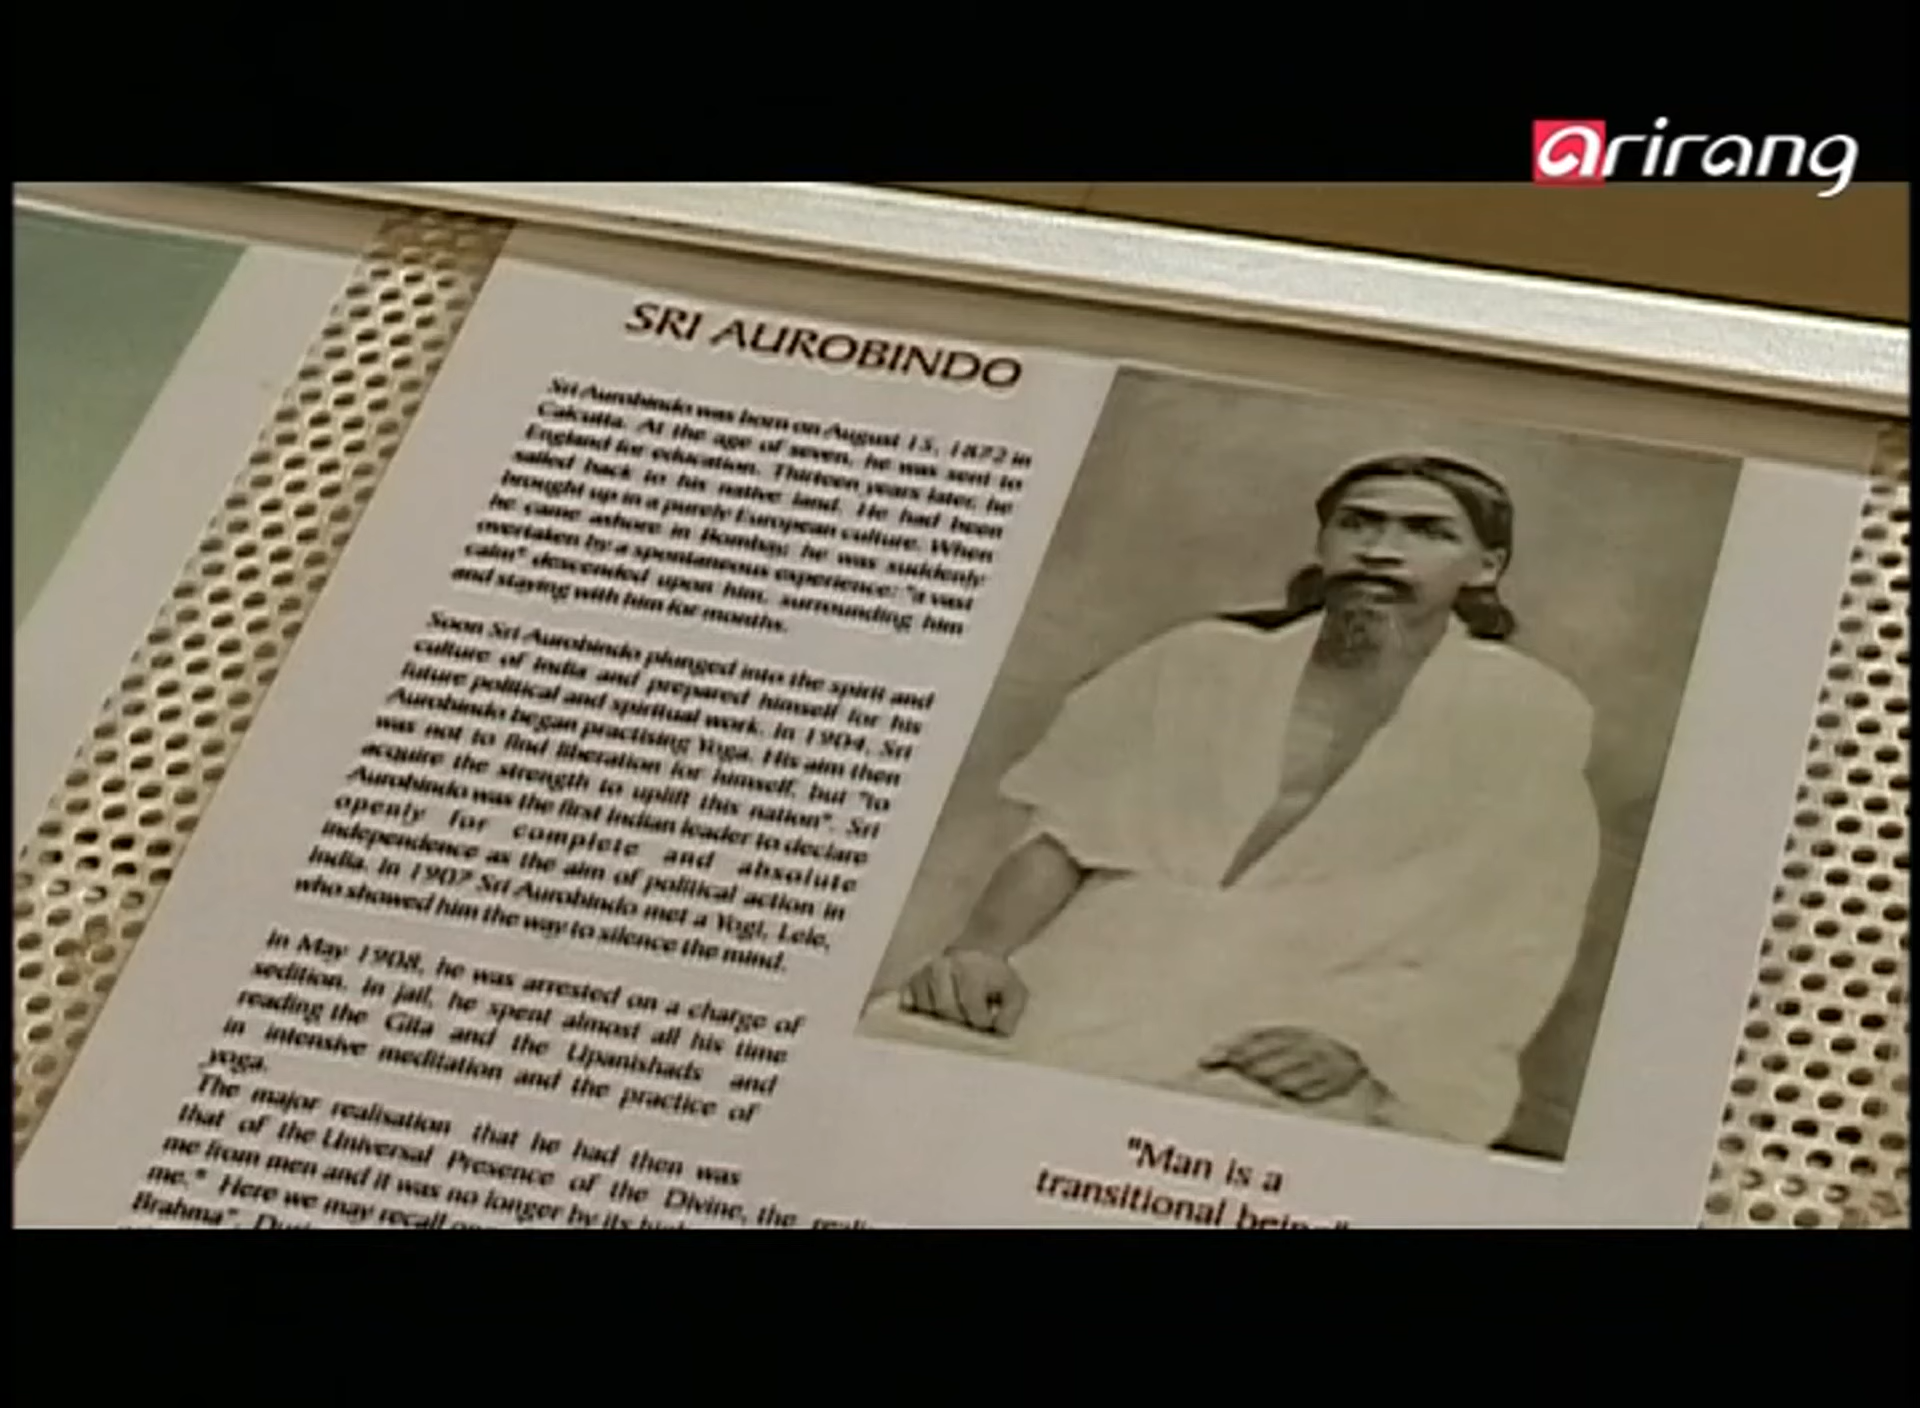 arirang
SRI AUROBINDO
Sri Aurobindo was born on August 15, 1872 in
Calcutta. At the age of seven, he was sent to
England for education. Thirteen years later, he
sailed back to his native land. He had been
brought up in a purely European culture. When
he came ashore in Bombay, he was suddenly
overtaken by a spontaneous experience: "a vast
calm" descended upon him, surrounding him
and staying with him for months.
Soon Sri Aurobindo plunged into the spirit and
culture of India and prepared himself for his
future political and spiritual work. In 1904, Sri
Aurobindo began practising Yoga. His aim then
was not to find liberation for himself, but "to
acquire the strength to uplift this nation". Sri
Aurobindo was the first Indian leader to declare
openly for complete and absolute
independence as the aim of political action in
India. In 1907 Sri Aurobindo met a Yogi, Lele,
who showed him the way to silence the mind.
In May 1908, he was arrested on a charge of
sedition. In jail, he spent almost all his time
reading the Gita and the Upanishads and
in intensive meditation and the practice of
yoga.
The major realisation that he had then was
that of the Universal Presence of the Divine, the
me from men and it was no longer by its
me." Here we may recall
Brahma".
"Man is a
transitional being"